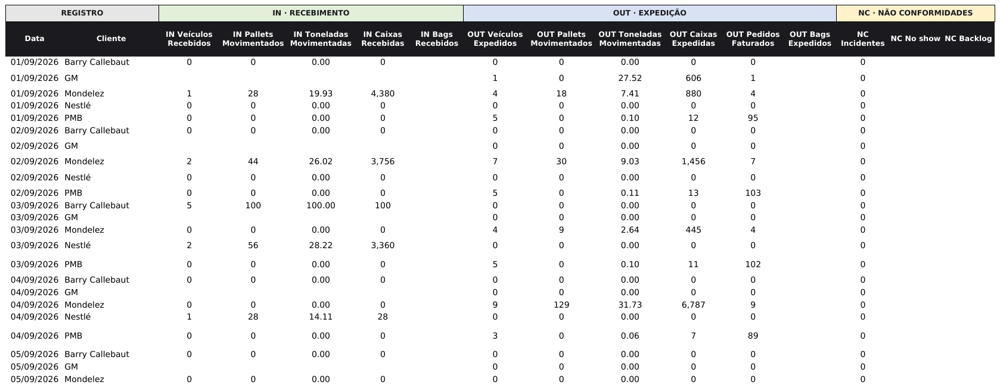 REGISTRO IN · RECEBIMENTO OUT · EXPEDIÇÃO NC · NÃO CONFORMIDADES
Data Cliente IN Veículos Recebidos IN Pallets Movimentados IN Toneladas Movimentadas IN Caixas Recebidas IN Bags Recebidos OUT Veículos Expedidos OUT Pallets Movimentados OUT Toneladas Movimentadas OUT Caixas Expedidas OUT Pedidos Faturados OUT Bags Expedidos NC Incidentes NC No show NC Backlog
01/09/2026 Barry Callebaut 0 0 0.00 0 0 0 0.00 0 0 0
01/09/2026 GM 1 0 27.52 606 1 0
01/09/2026 Mondelez 1 28 19.93 4,380 4 18 7.41 880 4 0
01/09/2026 Nestlé 0 0 0.00 0 0 0 0.00 0 0 0
01/09/2026 PMB 0 0 0.00 0 5 0 0.10 12 95 0
02/09/2026 Barry Callebaut 0 0 0.00 0 0 0 0.00 0 0 0
02/09/2026 GM 0 0 0.00 0 0 0
02/09/2026 Mondelez 2 44 26.02 3,756 7 30 9.03 1,456 7 0
02/09/2026 Nestlé 0 0 0.00 0 0 0 0.00 0 0 0
02/09/2026 PMB 0 0 0.00 0 5 0 0.11 13 103 0
03/09/2026 Barry Callebaut 5 100 100.00 100 0 0 0.00 0 0 0
03/09/2026 GM 0 0 0.00 0 0 0
03/09/2026 Mondelez 0 0 0.00 0 4 9 2.64 445 4 0
03/09/2026 Nestlé 2 56 28.22 3,360 0 0 0.00 0 0 0
03/09/2026 PMB 0 0 0.00 0 5 0 0.10 11 102 0
04/09/2026 Barry Callebaut 0 0 0.00 0 0 0 0.00 0 0 0
04/09/2026 GM 0 0 0.00 0 0 0
04/09/2026 Mondelez 0 0 0.00 0 9 129 31.73 6,787 9 0
04/09/2026 Nestlé 1 28 14.11 28 0 0 0.00 0 0 0
04/09/2026 PMB 0 0 0.00 0 3 0 0.06 7 89 0
05/09/2026 Barry Callebaut 0 0 0.00 0 0 0 0.00 0 0 0
05/09/2026 GM 0 0 0.00 0 0 0
05/09/2026 Mondelez 0 0 0.00 0 0 0 0.00 0 0 0